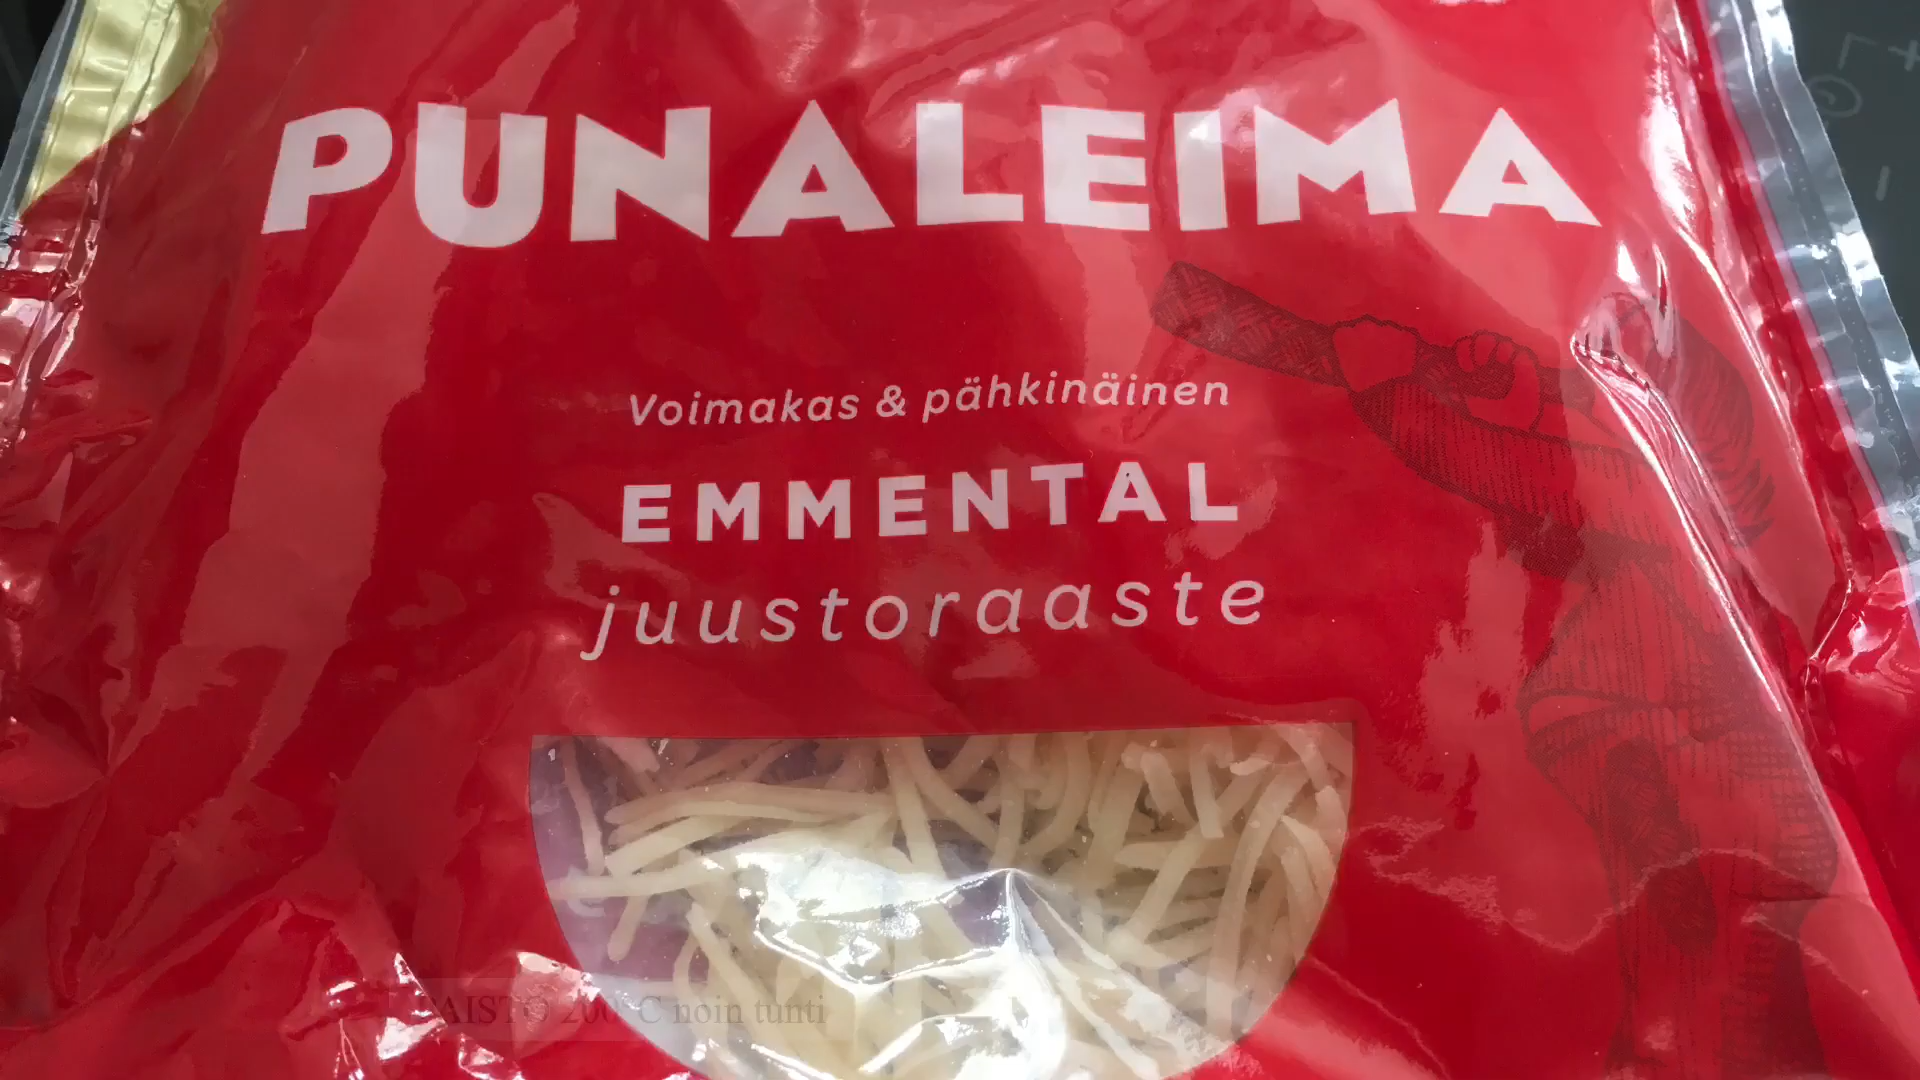 PUNALEIMA
Voimakas & pähkinäinen
EMMENTAL
juustoraaste
PAISTO 200°C noin tunti